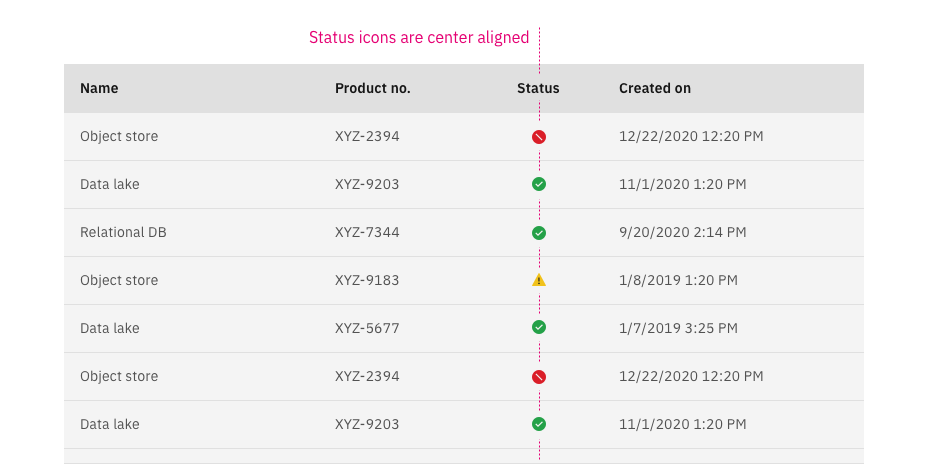 Status icons are center aligned
Name Product no. Status Created on
Object store XYZ-2394 12/22/2020 12:20 PM
Data lake XYZ-9203 11/1/2020 1:20 PM
Relational DB XYZ-7344 9/20/2020 2:14 PM
Object store XYZ-9183 1/8/2019 1:20 PM
Data lake XYZ-5677 1/7/2019 3:25 PM
Object store XYZ-2394 12/22/2020 12:20 PM
Data lake XYZ-9203 11/1/2020 1:20 PM